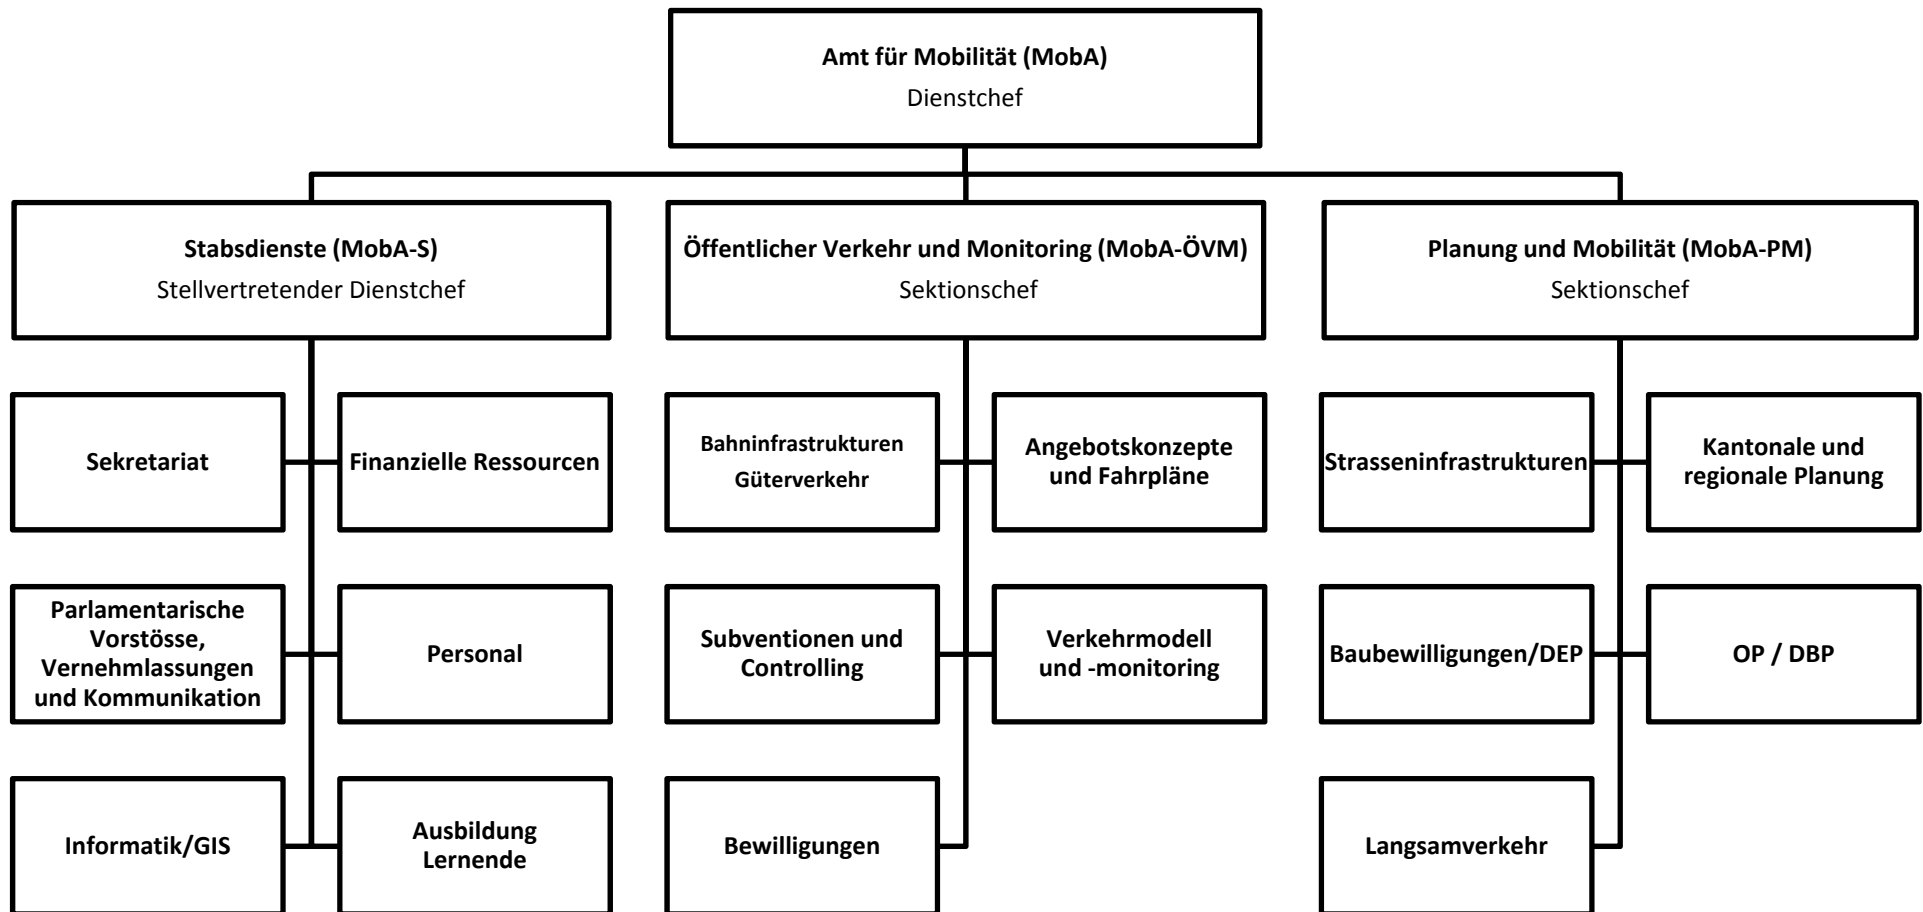 Amt für Mobilität (MobA)
Dienstchef
Stabsdienste (MobA-S)
Stellvertretender Dienstchef
Öffentlicher Verkehr und Monitoring (MobA-ÖVM)
Sektionschef
Planung und Mobilität (MobA-PM)
Sektionschef
Sekretariat
Finanzielle Ressourcen
Bahninfrastrukturen
Güterverkehr
Angebotskonzepte
und Fahrpläne
Strasseninfrastrukturen
Kantonale und
regionale Planung
Parlamentarische
Vorstösse,
Vernehmlassungen
und Kommunikation
Personal
Subventionen und
Controlling
Verkehrmodell
und -monitoring
Baubewilligungen/DEP
OP / DBP
Informatik/GIS
Ausbildung
Lernende
Bewilligungen
Langsamverkehr